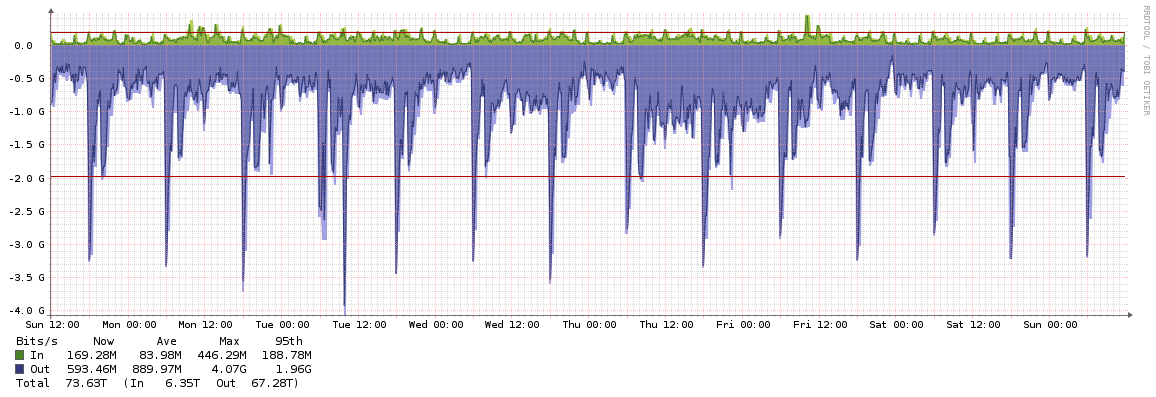 RRDTOOL / TOBI OETIKER
0.0
-0.5 G
-1.0 G
-1.5 G
-2.0 G
-2.5 G
-3.0 G
-3.5 G
-4.0 G
Sun 12:00 Mon 00:00 Mon 12:00 Tue 00:00 Tue 12:00 Wed 00:00 Wed 12:00 Thu 00:00 Thu 12:00 Fri 00:00 Fri 12:00 Sat 00:00 Sat 12:00 Sun 00:00
Bits/s Now Ave Max 95th
In 169.28M 83.98M 446.29M 188.78M
Out 593.46M 889.97M 4.07G 1.96G
Total 73.63T (In 6.35T Out 67.28T)